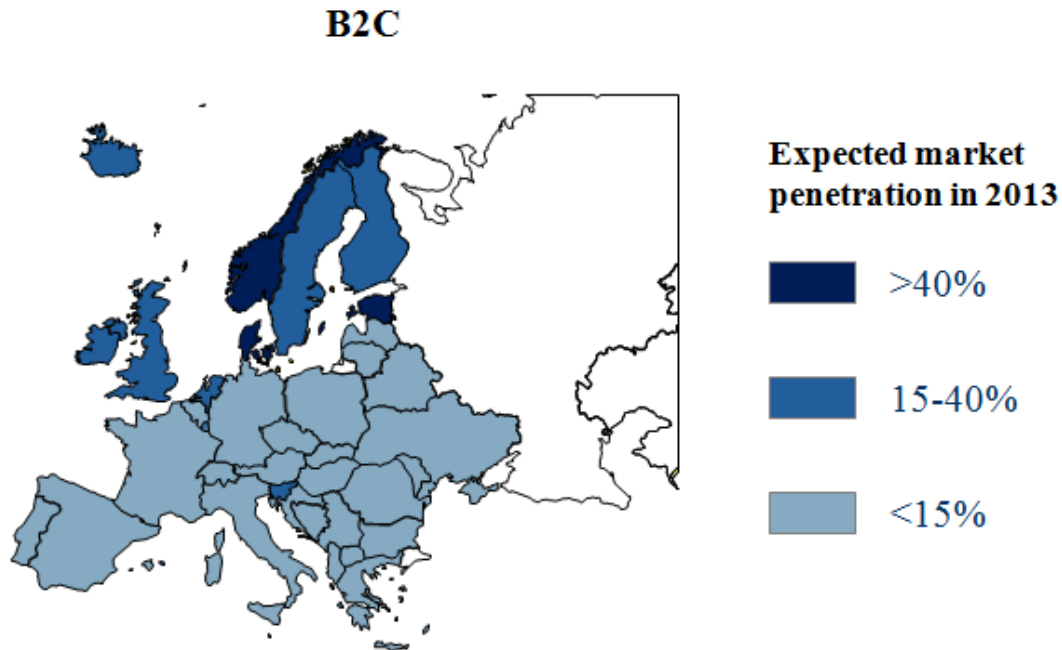 B2C
Expected market
penetration in 2013
>40%
15-40%
<15%